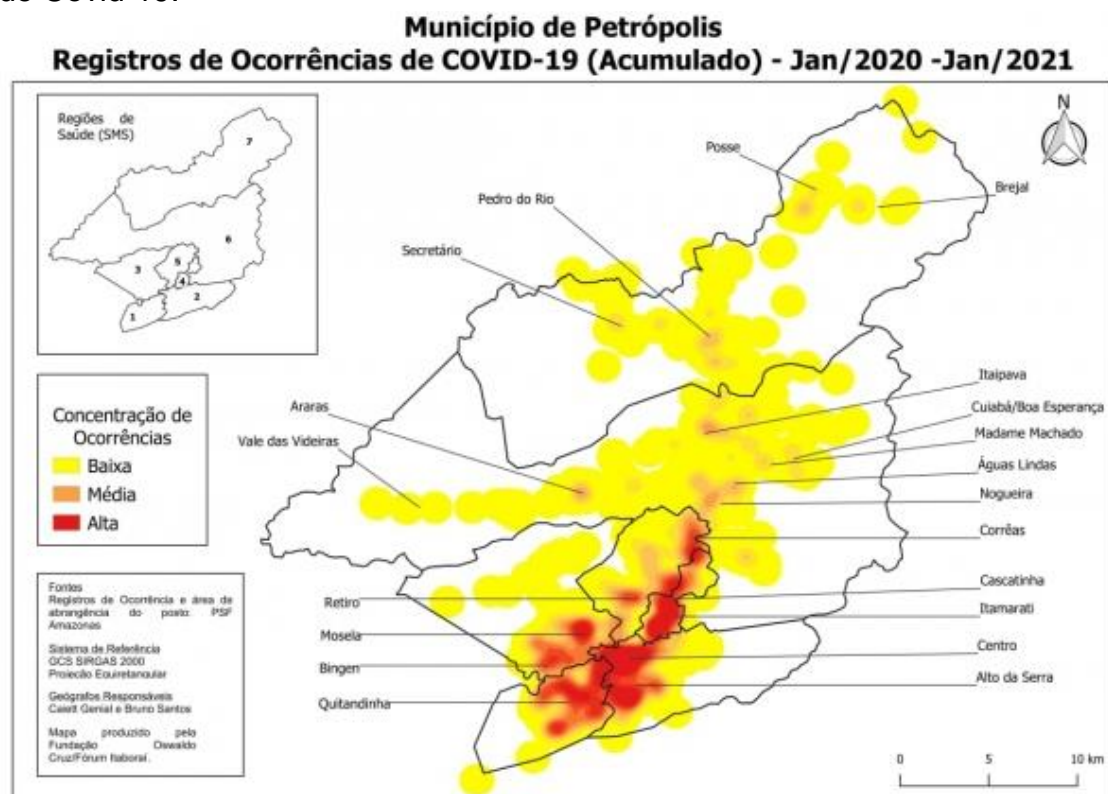 Município de Petrópolis
Registros de Ocorrências de COVID-19 (Acumulado) - Jan/2020 -Jan/2021
Regiões de
Saúde (SMS)
7
6
5
3
4
2
1
N
Posse
Brejal
Pedro do Rio
Secretário
Itaipava
Cuiabá/Boa Esperança
Araras
Madame Machado
Vale das Videiras
Águas Lindas
Nogueira
Corrêas
Cascatinha
Retiro
Itamarati
Mosela
Centro
Bingen
Alto da Serra
Quitandinha
Concentração de
Ocorrências
Baixa
Média
Alta
Fontes
Registros de Ocorrência e área de
abrangência do posto: PSF
Amazonas
Sistema de Referência
GCS SIRGAS 2000
Projeção Equiretangular
Geógrafos Responsáveis
Caiett Genial e Bruno Santos
Mapa produzido pela
Fundação Oswaldo
Cruz/Fórum Itaboraí.
0 5 10 km